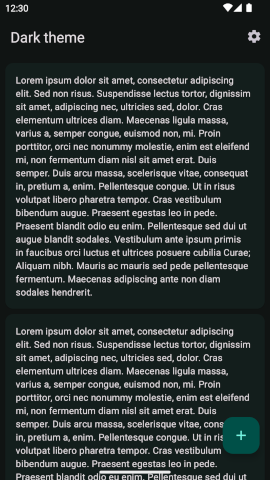 12:30
Dark theme
Lorem ipsum dolor sit amet, consectetur adipiscing
elit. Sed non risus. Suspendisse lectus tortor, dignissim
sit amet, adipiscing nec, ultricies sed, dolor. Cras
elementum ultrices diam. Maecenas ligula massa,
varius a, semper congue, euismod non, mi. Proin
porttitor, orci nec nonummy molestie, enim est eleifend
mi, non fermentum diam nisl sit amet erat. Duis
semper. Duis arcu massa, scelerisque vitae, consequat
in, pretium a, enim. Pellentesque congue. Ut in risus
volutpat libero pharetra tempor. Cras vestibulum
bibendum augue. Praesent egestas leo in pede.
Praesent blandit odio eu enim. Pellentesque sed dui ut
augue blandit sodales. Vestibulum ante ipsum primis
in faucibus orci luctus et ultrices posuere cubilia Curae;
Aliquam nibh. Mauris ac mauris sed pede pellentesque
fermentum. Maecenas adipiscing ante non diam
sodales hendrerit.
Lorem ipsum dolor sit amet, consectetur adipiscing
elit. Sed non risus. Suspendisse lectus tortor, dignissim
sit amet, adipiscing nec, ultricies sed, dolor. Cras
elementum ultrices diam. Maecenas ligula massa,
varius a, semper congue, euismod non, mi. Proin
porttitor, orci nec nonummy molestie, enim est
mi, non fermentum diam nisl sit amet erat. Duis
semper. Duis arcu massa, scelerisque vitae, cons
in, pretium a, enim. Pellentesque congue. Ut in ris
volutpat libero pharetra tempor. Cras vestibulum
bibendum augue. Praesent egestas leo in pede.
Praesent blandit odio eu enim. Pellentesque sed dui ut